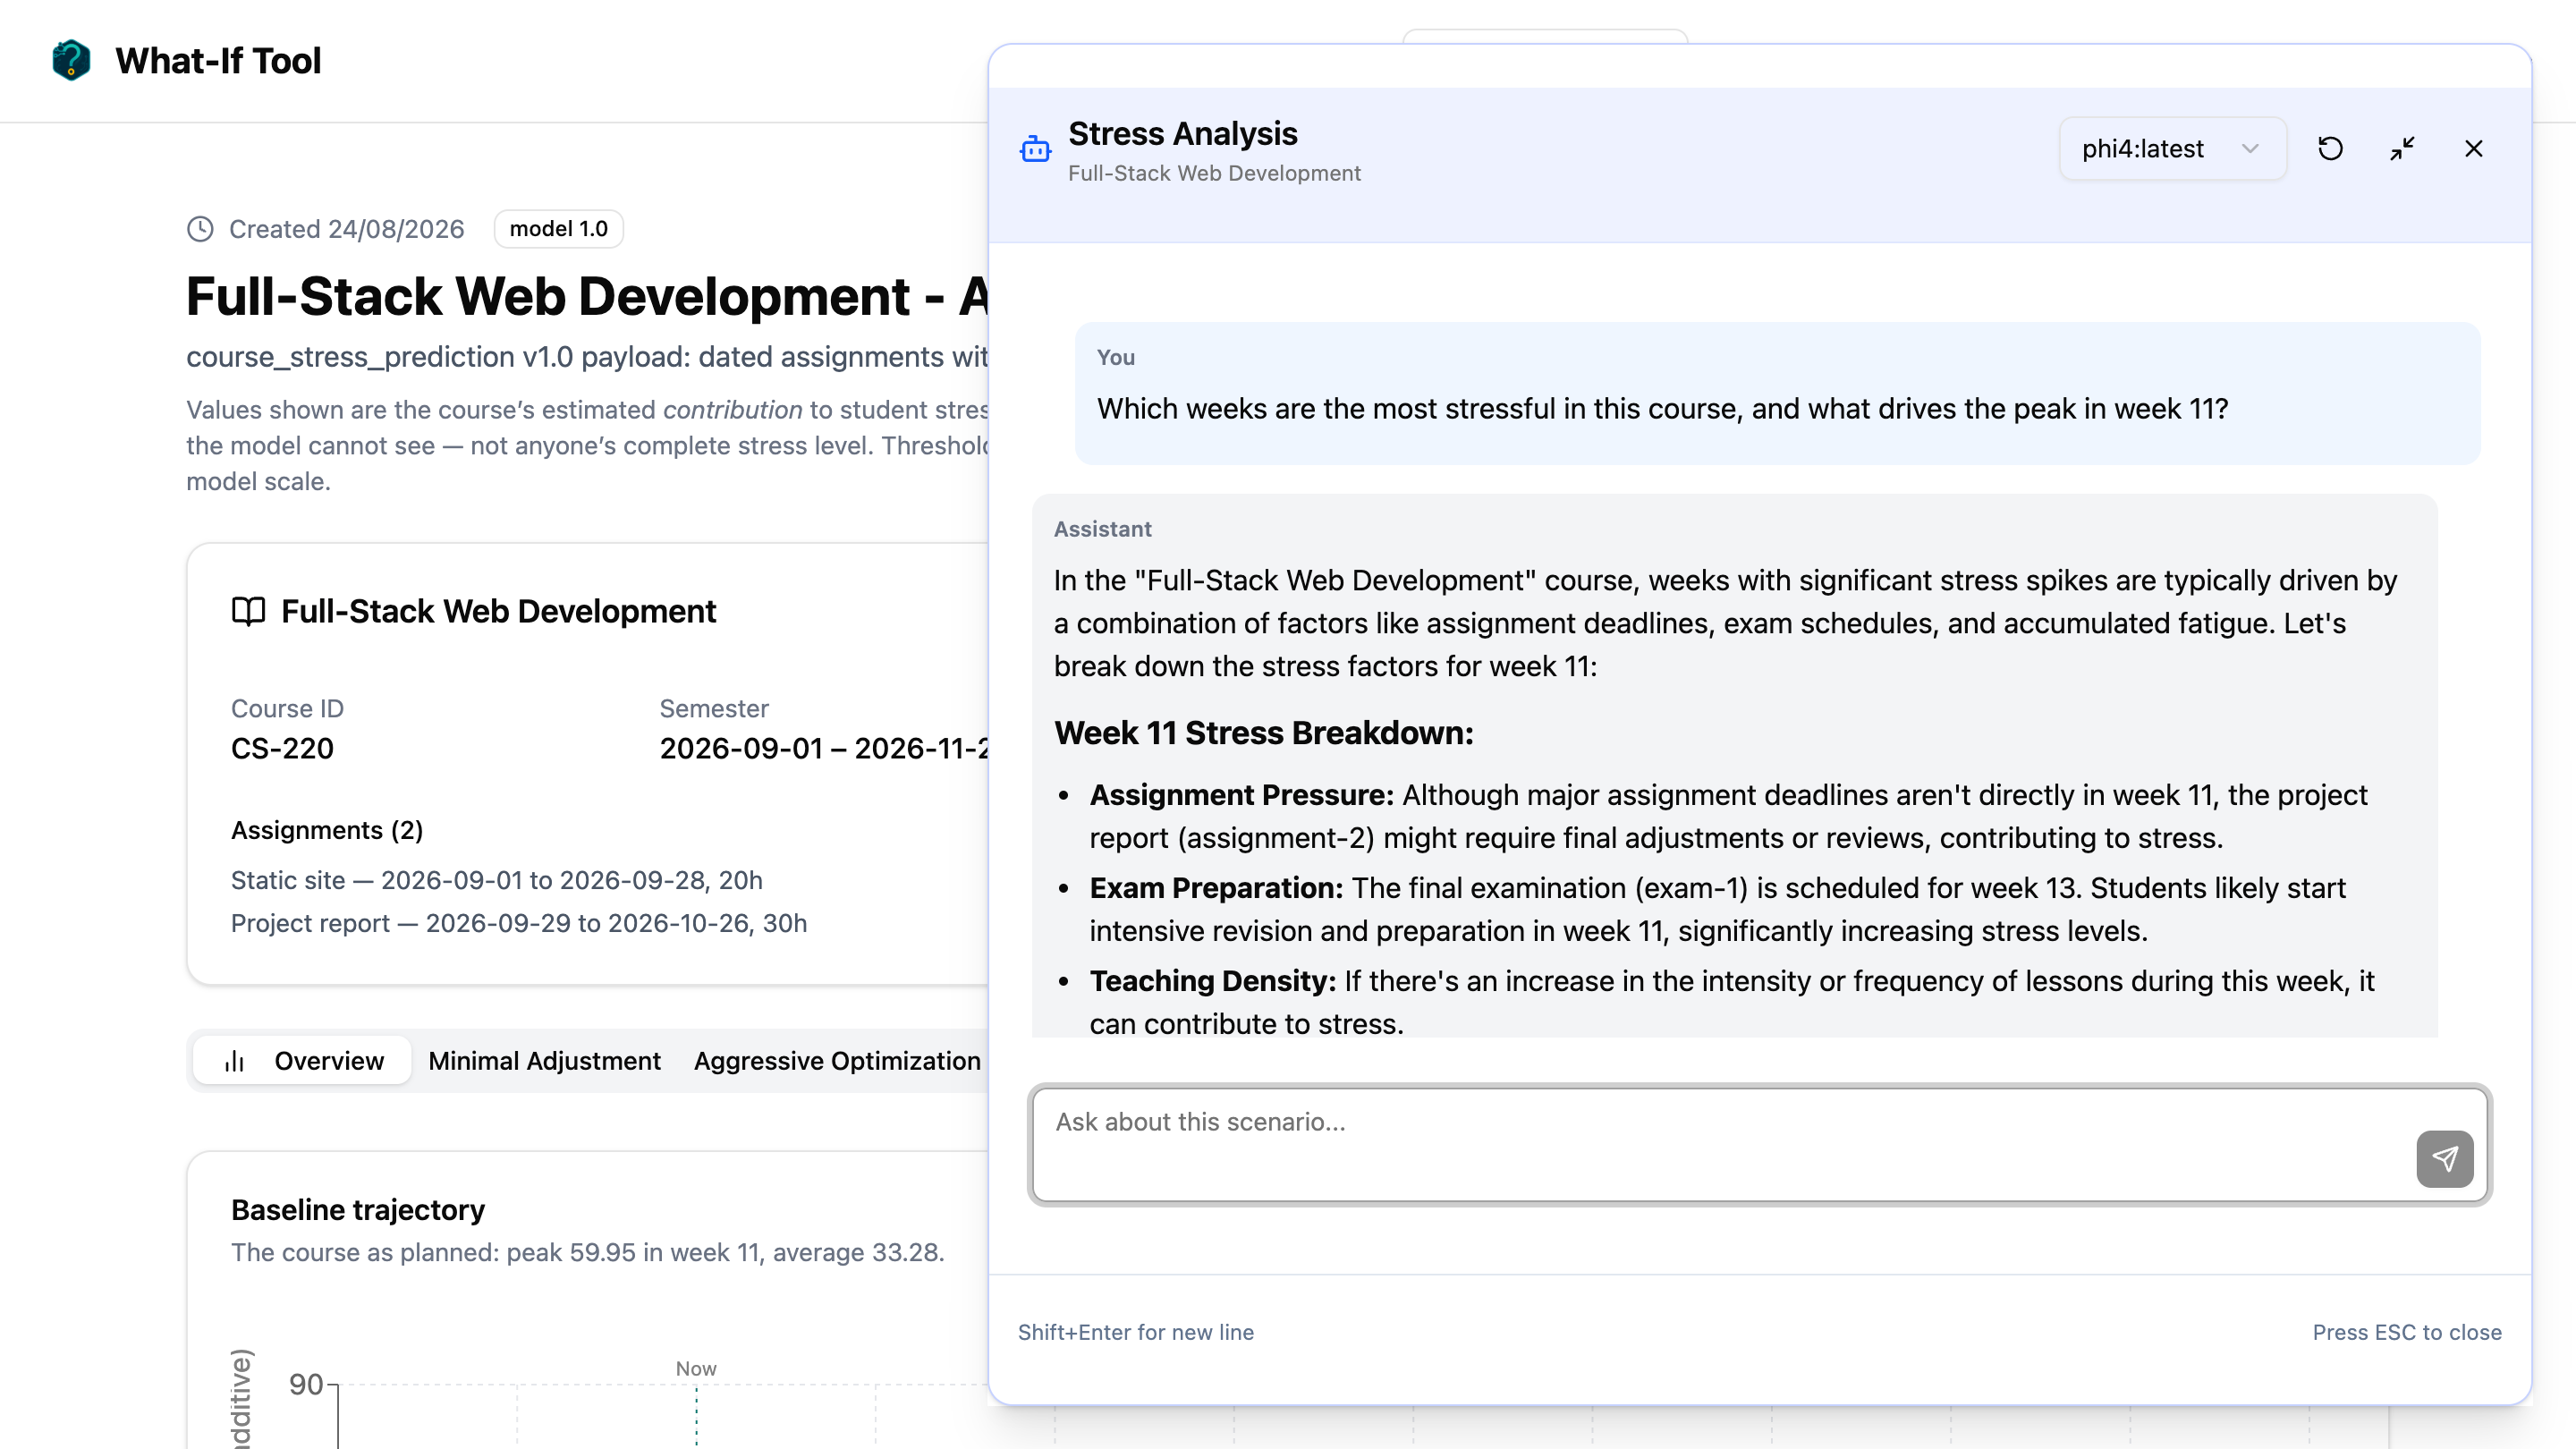 What-If Tool
Created 24/08/2026
model 1.0
Full-Stack Web Development - A
course_stress_prediction v1.0 payload: dated assignments wit
Values shown are the course's estimated contribution to student stres
the model cannot see — not anyone's complete stress level. Threshold
model scale.
Full-Stack Web Development
Course ID
Semester
CS-220
2026-09-01 – 2026-11-2
Assignments (2)
Static site — 2026-09-01 to 2026-09-28, 20h
Project report — 2026-09-29 to 2026-10-26, 30h
Overview
Minimal Adjustment
Aggressive Optimization
Baseline trajectory
The course as planned: peak 59.95 in week 11, average 33.28.
Now
90
dditive)
Stress Analysis
Full-Stack Web Development
phi4:latest
You
Which weeks are the most stressful in this course, and what drives the peak in week 11?
Assistant
In the "Full-Stack Web Development" course, weeks with significant stress spikes are typically driven by
a combination of factors like assignment deadlines, exam schedules, and accumulated fatigue. Let's
break down the stress factors for week 11:
Week 11 Stress Breakdown:
• Assignment Pressure: Although major assignment deadlines aren't directly in week 11, the project
report (assignment-2) might require final adjustments or reviews, contributing to stress.
• Exam Preparation: The final examination (exam-1) is scheduled for week 13. Students likely start
intensive revision and preparation in week 11, significantly increasing stress levels.
• Teaching Density: If there's an increase in the intensity or frequency of lessons during this week, it
can contribute to stress.
Ask about this scenario...
Shift+Enter for new line
Press ESC to close